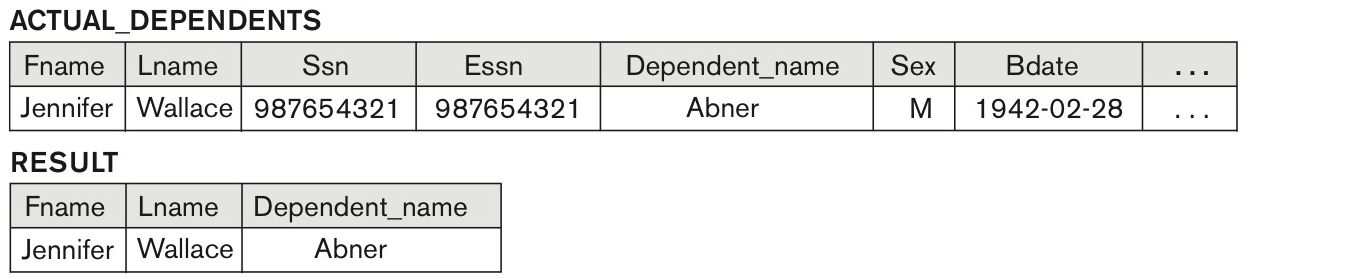 ACTUAL_DEPENDENTS
Fname Lname Ssn Essn Dependent_name Sex Bdate ...
Jennifer Wallace 987654321 987654321 Abner M 1942-02-28 ...
RESULT
Fname Lname Dependent_name
Jennifer Wallace Abner